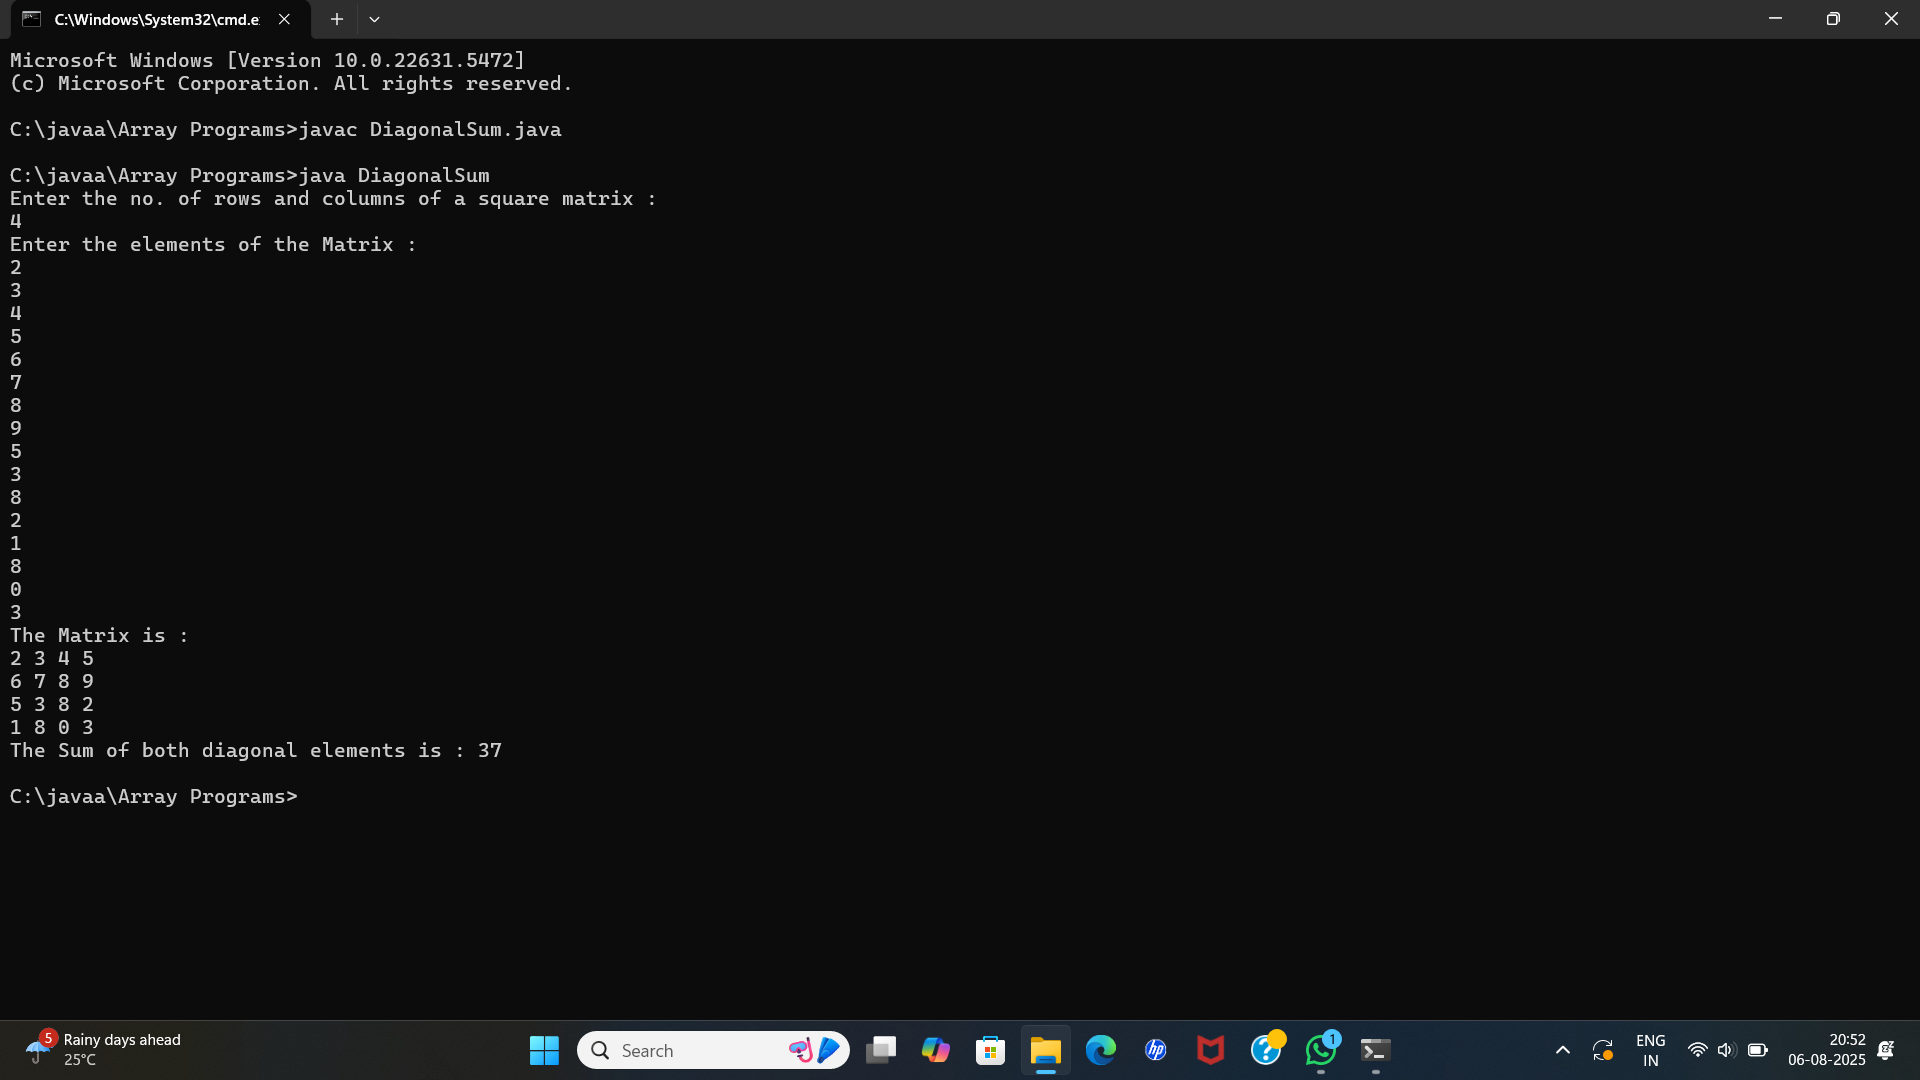 C:\Windows\System32\cmd.e
Microsoft Windows [Version 10.0.22631.5472]
(c) Microsoft Corporation. All rights reserved.
C:\javaa\Array Programs>javac DiagonalSum.java
C:\javaa\Array Programs>java DiagonalSum
Enter the no. of rows and columns of a square matrix :
4
Enter the elements of the Matrix :
2
3
4
5
6
7
8
9
5
3
8
2
1
8
0
3
The Matrix is :
2 3 4 5
6 7 8 9
5 3 8 2
1 8 0 3
The Sum of both diagonal elements is : 37
C:\javaa\Array Programs>
5
Rainy days ahead
25°C
Search
hp
?
1
ENG
IN
20:52
06-08-2025